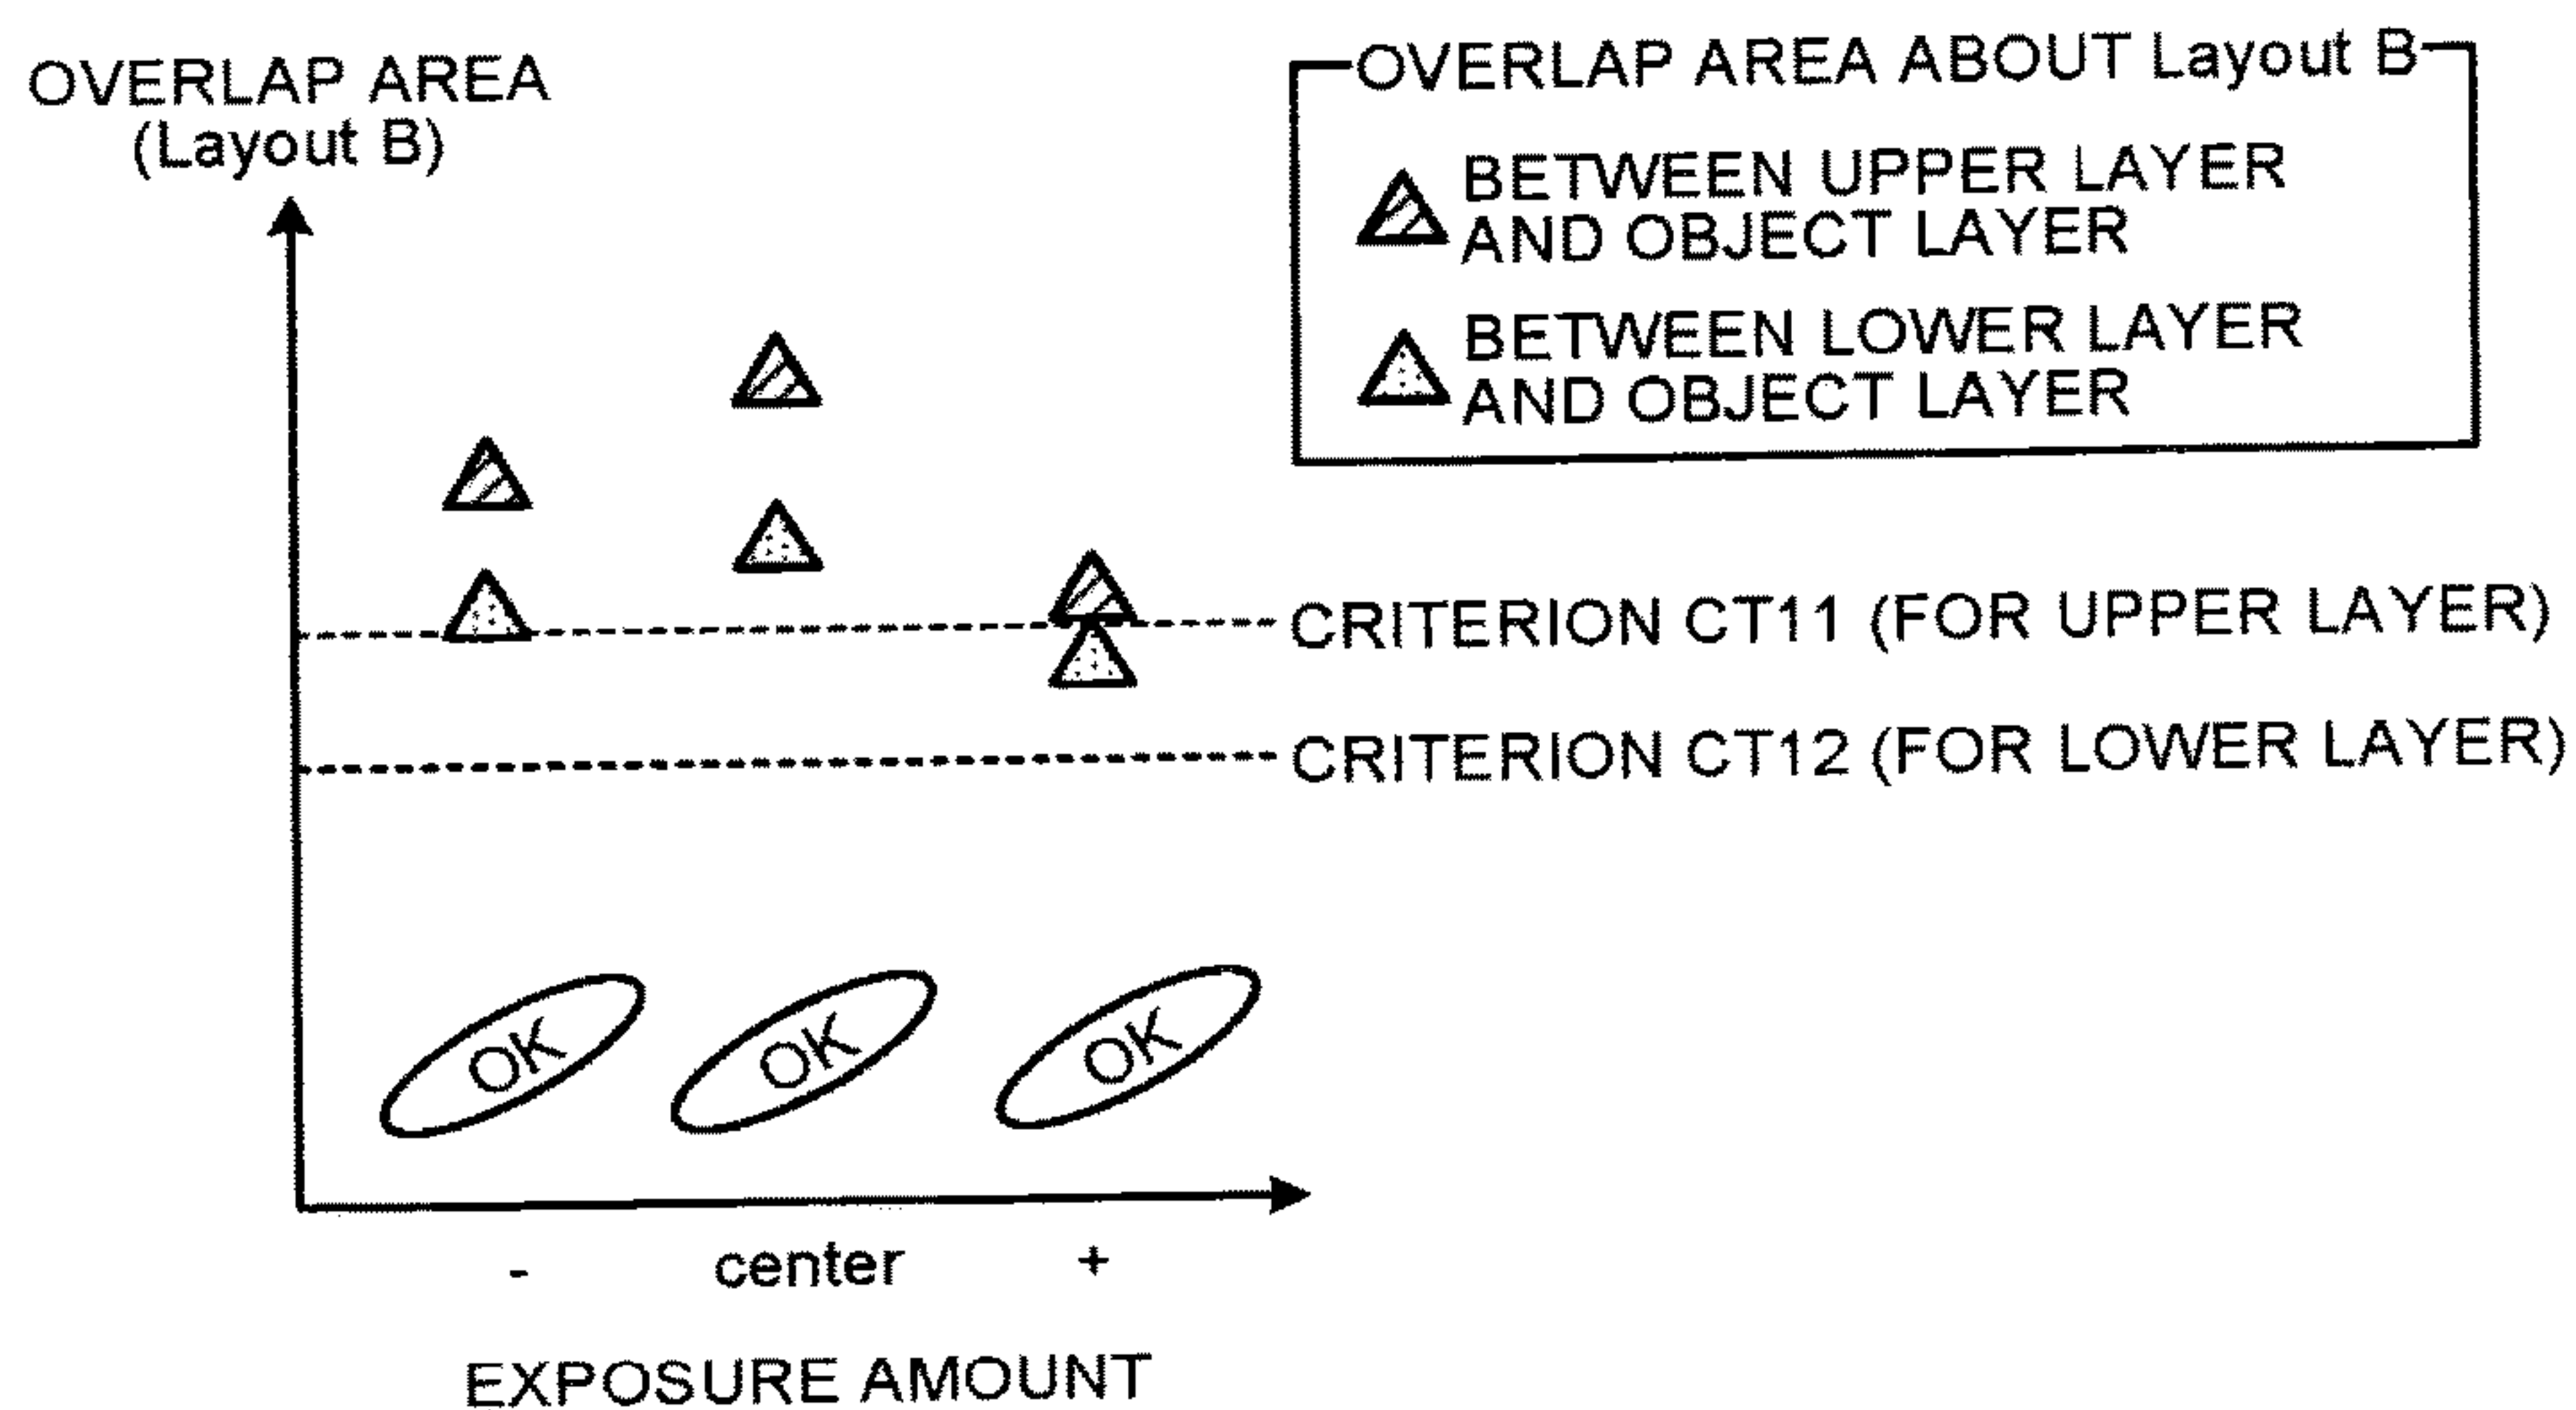 OVERLAP AREA
(Layout B)
OVERLAP AREA ABOUT Layout B
BETWEEN UPPER LAYER
AND OBJECT LAYER
BETWEEN LOWER LAYER
AND OBJECT LAYER
CRITERION CT11 (FOR UPPER LAYER)
CRITERION CT12 (FOR LOWER LAYER)
OK OK OK
- center +
EXPOSURE AMOUNT